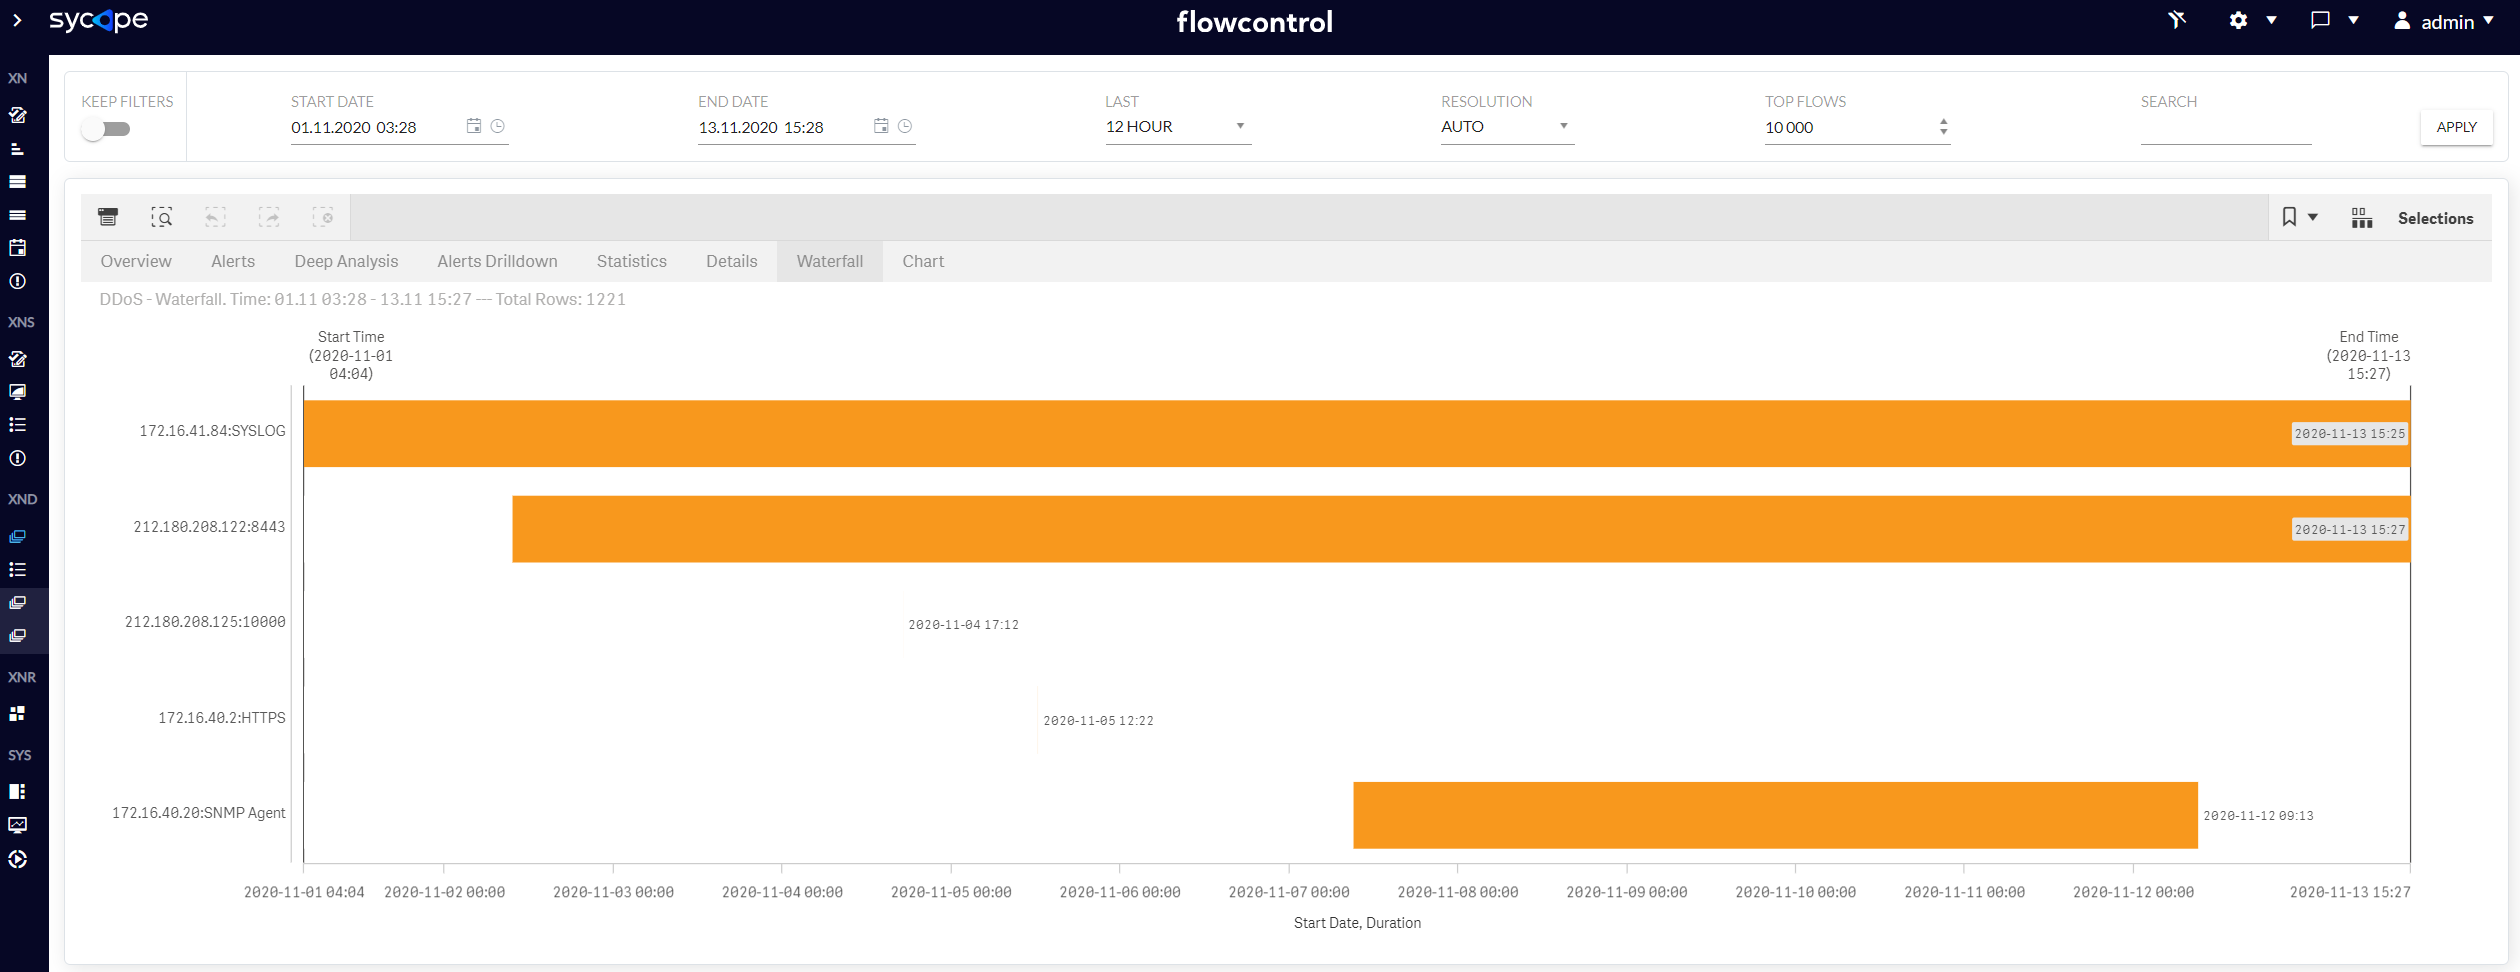 sycope
flowcontrol
admin
XN
XNS
XND
XNR
SYS
KEEP FILTERS
START DATE
01.11.2020 03:28
END DATE
13.11.2020 15:28
LAST
12 HOUR
RESOLUTION
AUTO
TOP FLOWS
10 000
SEARCH
APPLY
Selections
Overview
Alerts
Deep Analysis
Alerts Drilldown
Statistics
Details
Waterfall
Chart
DDoS - Waterfall. Time: 01.11 03:28 - 13.11 15:27 --- Total Rows: 1221
Start Time
(2020-11-01
04:04)
End Time
(2020-11-13
15:27)
172.16.41.84:SYSLOG
2020-11-13 15:25
212.180.208.122:8443
2020-11-13 15:27
212.180.208.125:10000
2020-11-04 17:12
172.16.40.2:HTTPS
2020-11-05 12:22
172.16.40.20:SNMP Agent
2020-11-12 09:13
2020-11-01 04:04
2020-11-02 00:00
2020-11-03 00:00
2020-11-04 00:00
2020-11-05 00:00
2020-11-06 00:00
2020-11-07 00:00
2020-11-08 00:00
2020-11-09 00:00
2020-11-10 00:00
2020-11-11 00:00
2020-11-12 00:00
2020-11-13 15:27
Start Date, Duration